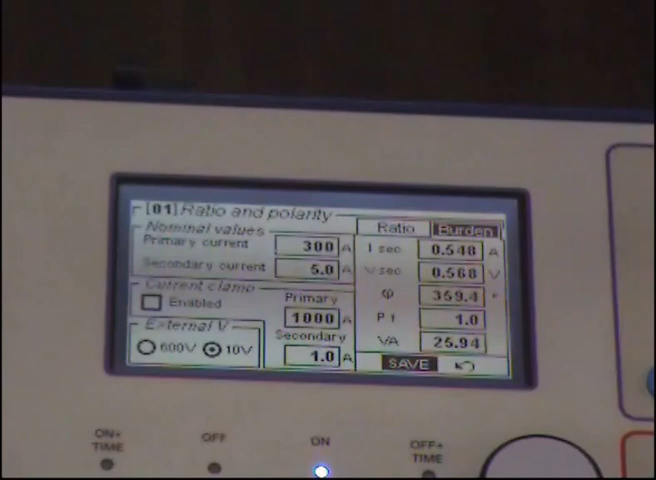 [01] Ratio and polarity
Nominal values
Primary current 300 A
Secondary current 5.0 A
Current clamp
Enabled
Primary
1000 A
External V
600V 10V
Secondary
1.0 A
Ratio Burden
I sec 0.548 A
V sec 0.568 V
φ 359.4 °
P f 1.0
VA 25.94
SAVE
ON+
TIME
OFF
ON
OFF+
TIME